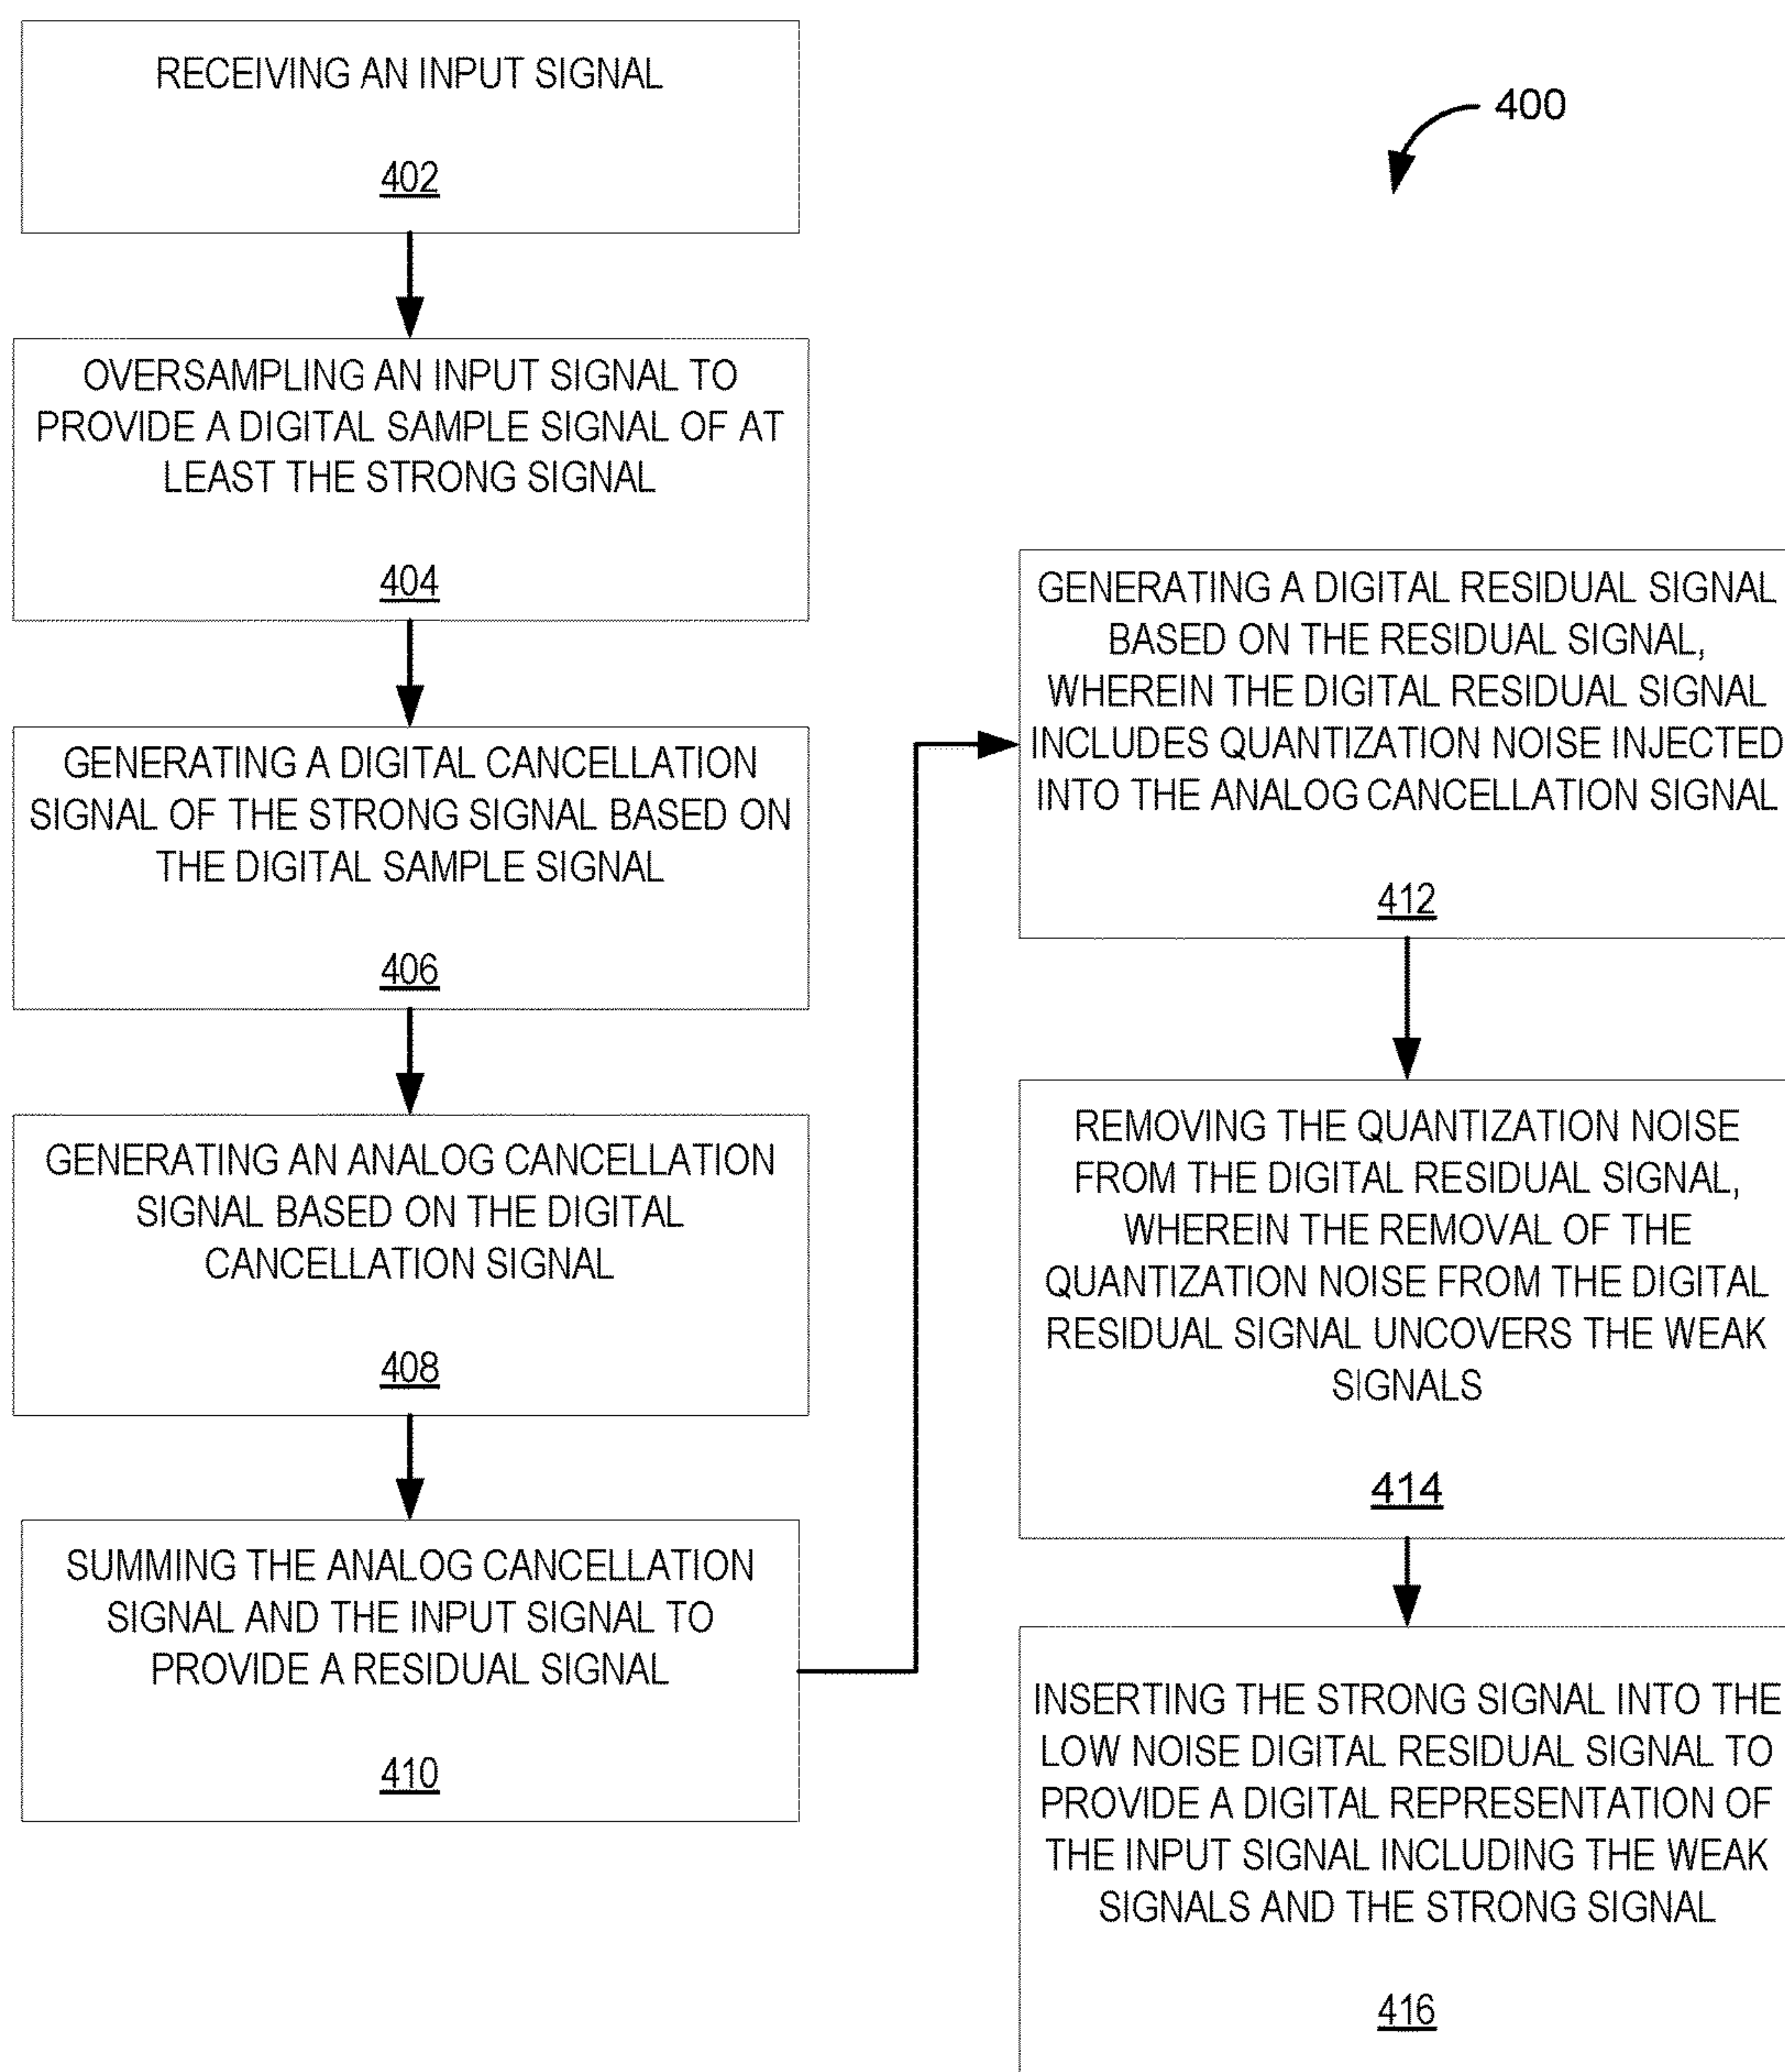 RECEIVING AN INPUT SIGNAL
402
OVERSAMPLING AN INPUT SIGNAL TO
PROVIDE A DIGITAL SAMPLE SIGNAL OF AT
LEAST THE STRONG SIGNAL
404
GENERATING A DIGITAL CANCELLATION
SIGNAL OF THE STRONG SIGNAL BASED ON
THE DIGITAL SAMPLE SIGNAL
406
GENERATING AN ANALOG CANCELLATION
SIGNAL BASED ON THE DIGITAL
CANCELLATION SIGNAL
408
SUMMING THE ANALOG CANCELLATION
SIGNAL AND THE INPUT SIGNAL TO
PROVIDE A RESIDUAL SIGNAL
410
400
GENERATING A DIGITAL RESIDUAL SIGNAL
BASED ON THE RESIDUAL SIGNAL,
WHEREIN THE DIGITAL RESIDUAL SIGNAL
INCLUDES QUANTIZATION NOISE INJECTED
INTO THE ANALOG CANCELLATION SIGNAL
412
REMOVING THE QUANTIZATION NOISE
FROM THE DIGITAL RESIDUAL SIGNAL,
WHEREIN THE REMOVAL OF THE
QUANTIZATION NOISE FROM THE DIGITAL
RESIDUAL SIGNAL UNCOVERS THE WEAK
SIGNALS
414
INSERTING THE STRONG SIGNAL INTO THE
LOW NOISE DIGITAL RESIDUAL SIGNAL TO
PROVIDE A DIGITAL REPRESENTATION OF
THE INPUT SIGNAL INCLUDING THE WEAK
SIGNALS AND THE STRONG SIGNAL
416